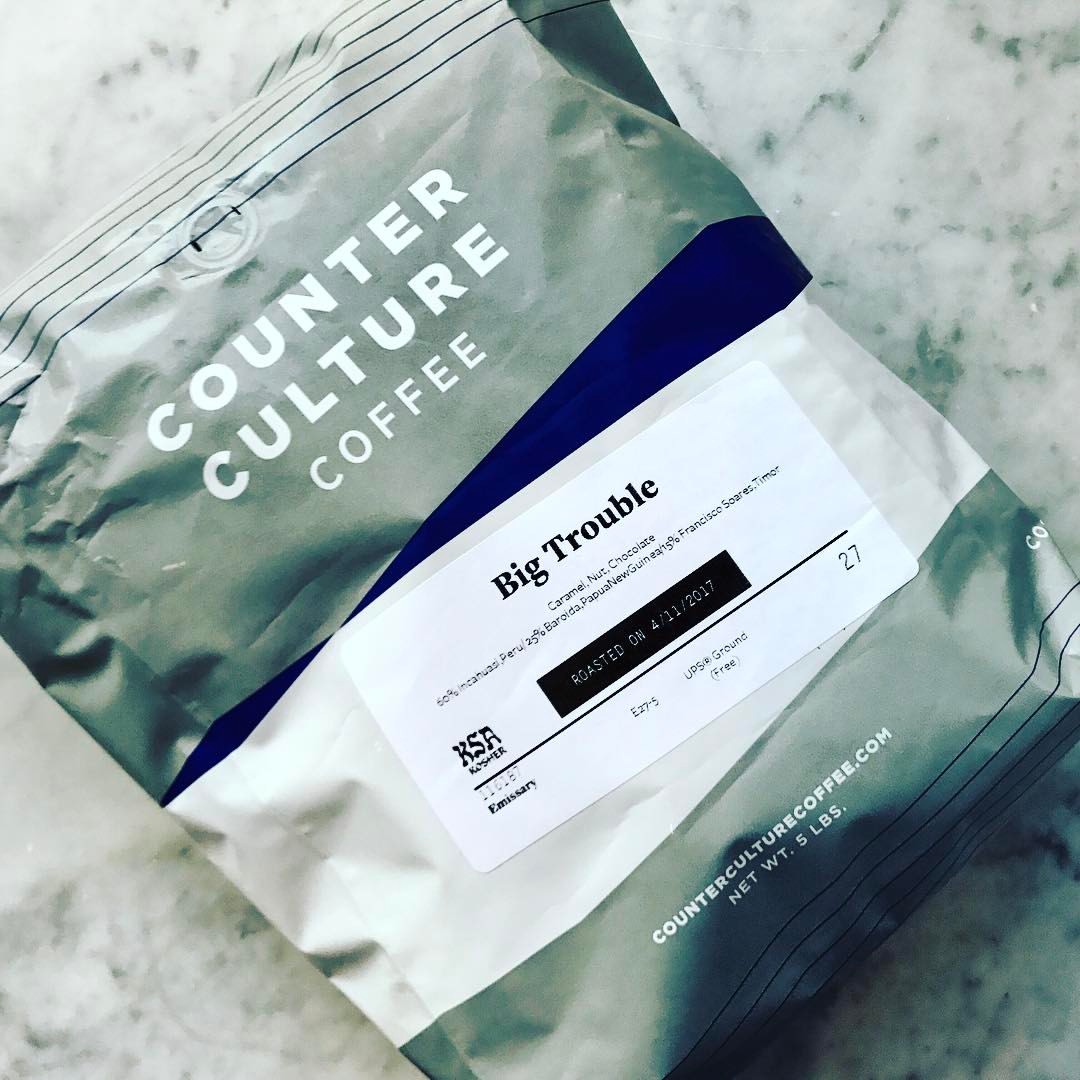 COUNTER
CULTURE
COFFEE
Big Trouble
Caramel, Nut, Chocolate
60% Incahuasi,Peru/ 25% Baroida,PapuaNewGuinea/15% Francisco Soares,Timor
ROASTED ON 4/11/2017
KSA
KOSHER
27
E27-5
UPS® Ground
(Free)
Emissary
COUNTERCULTURECOFFEE.COM
NET WT. 5 LBS.
CO